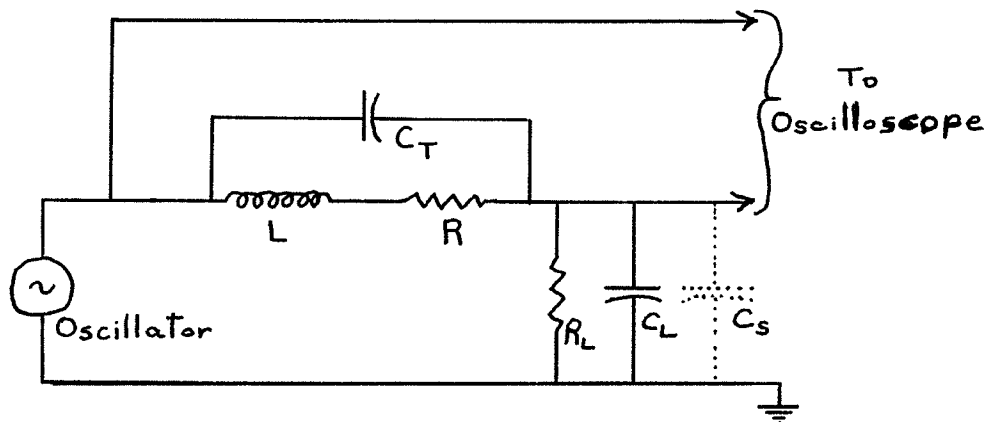 To
Oscilloscope
C_T
L
R
~
Oscillator
R_L
C_L
C_S